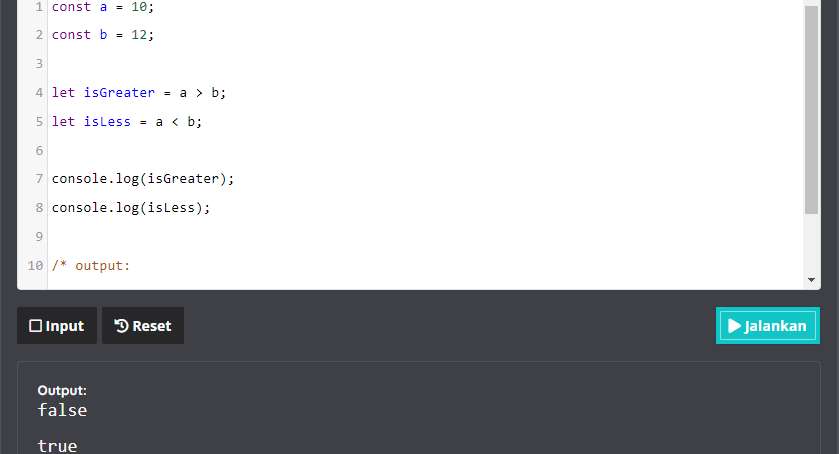 1 const a = 10;
2 const b = 12;
3
4 let isGreater = a > b;
5 let isLess = a < b;
6
7 console.log(isGreater);
8 console.log(isLess);
9
10 /* output:
Input Reset Jalankan
Output:
false
true